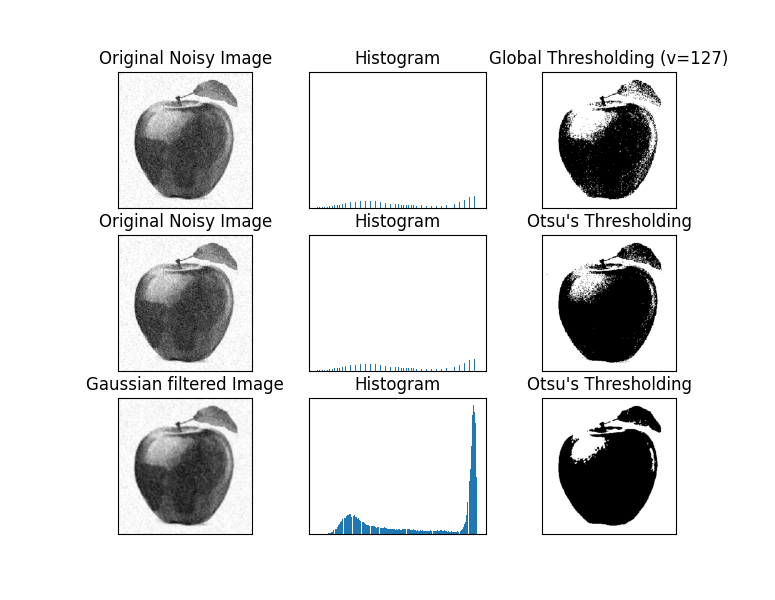 Original Noisy Image
Histogram
Global Thresholding (v=127)
Original Noisy Image
Histogram
Otsu's Thresholding
Gaussian filtered Image
Histogram
Otsu's Thresholding